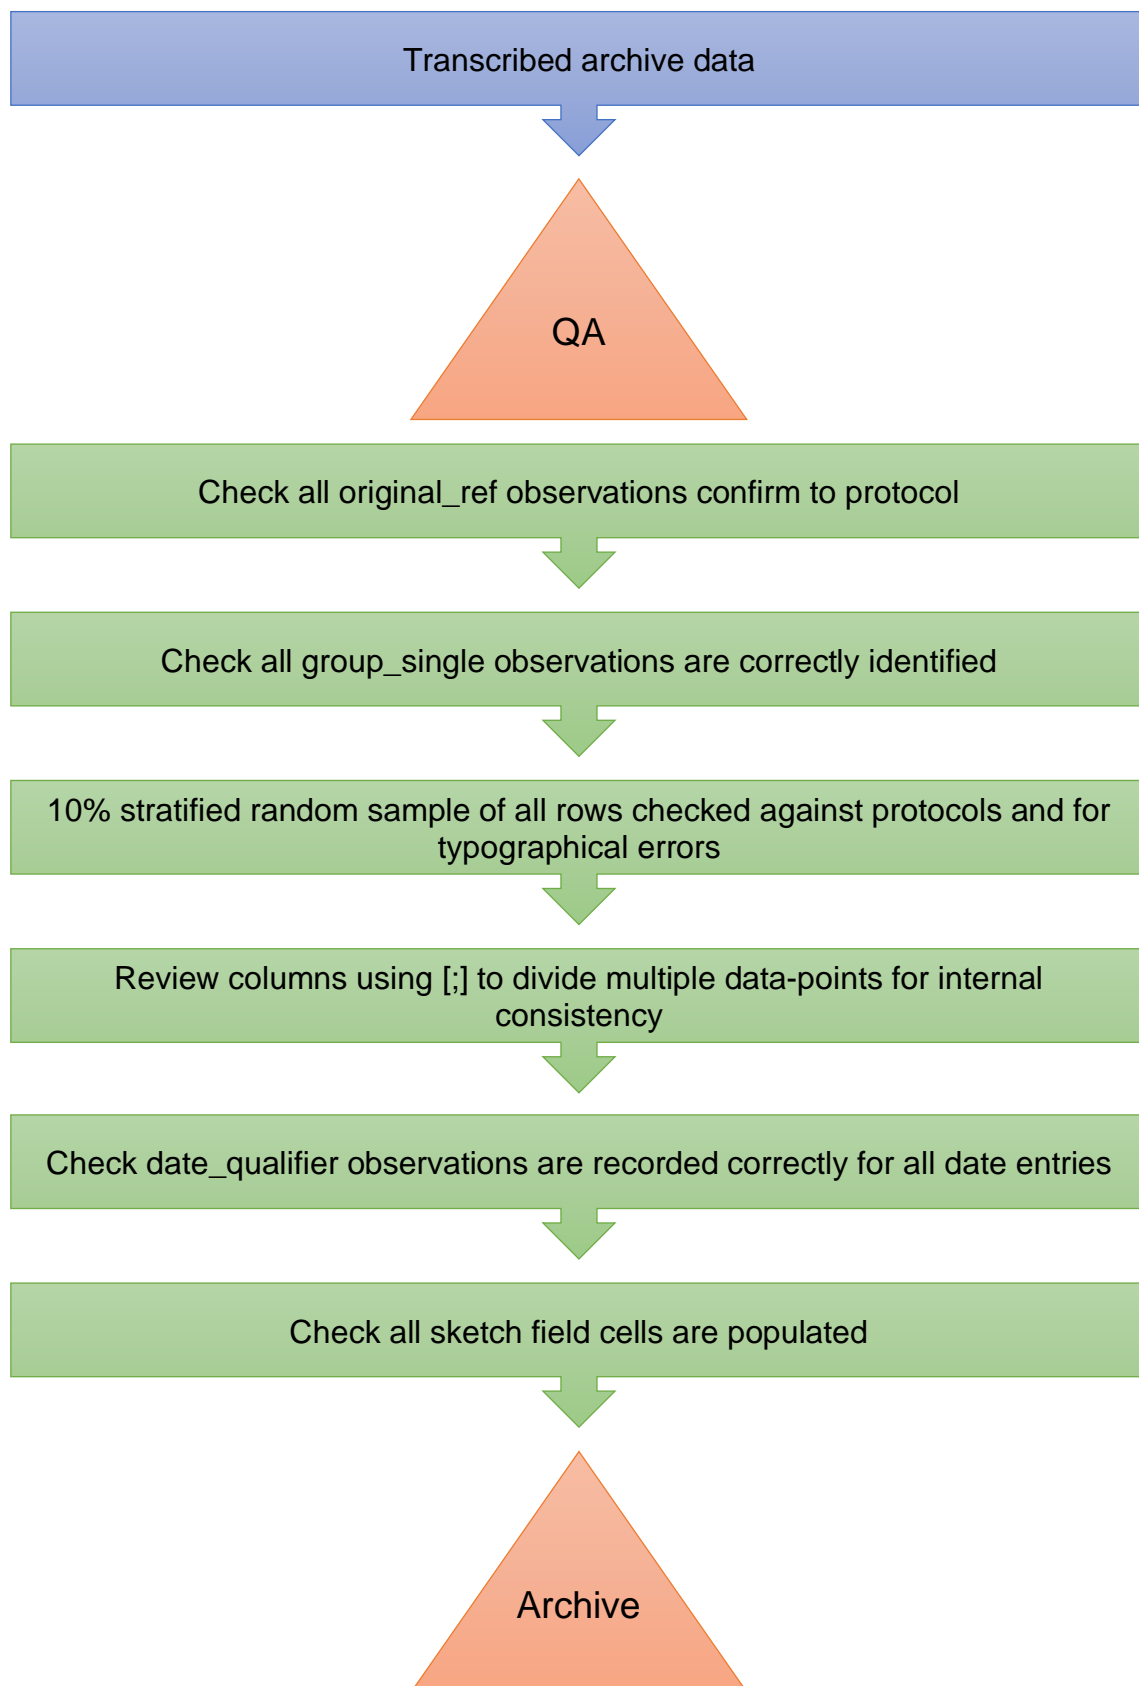 Transcribed archive data
QA
Check all original_ref observations confirm to protocol
Check all group_single observations are correctly identified
10% stratified random sample of all rows checked against protocols and for
typographical errors
Review columns using [;] to divide multiple data-points for internal
consistency
Check date_qualifier observations are recorded correctly for all date entries
Check all sketch field cells are populated
Archive